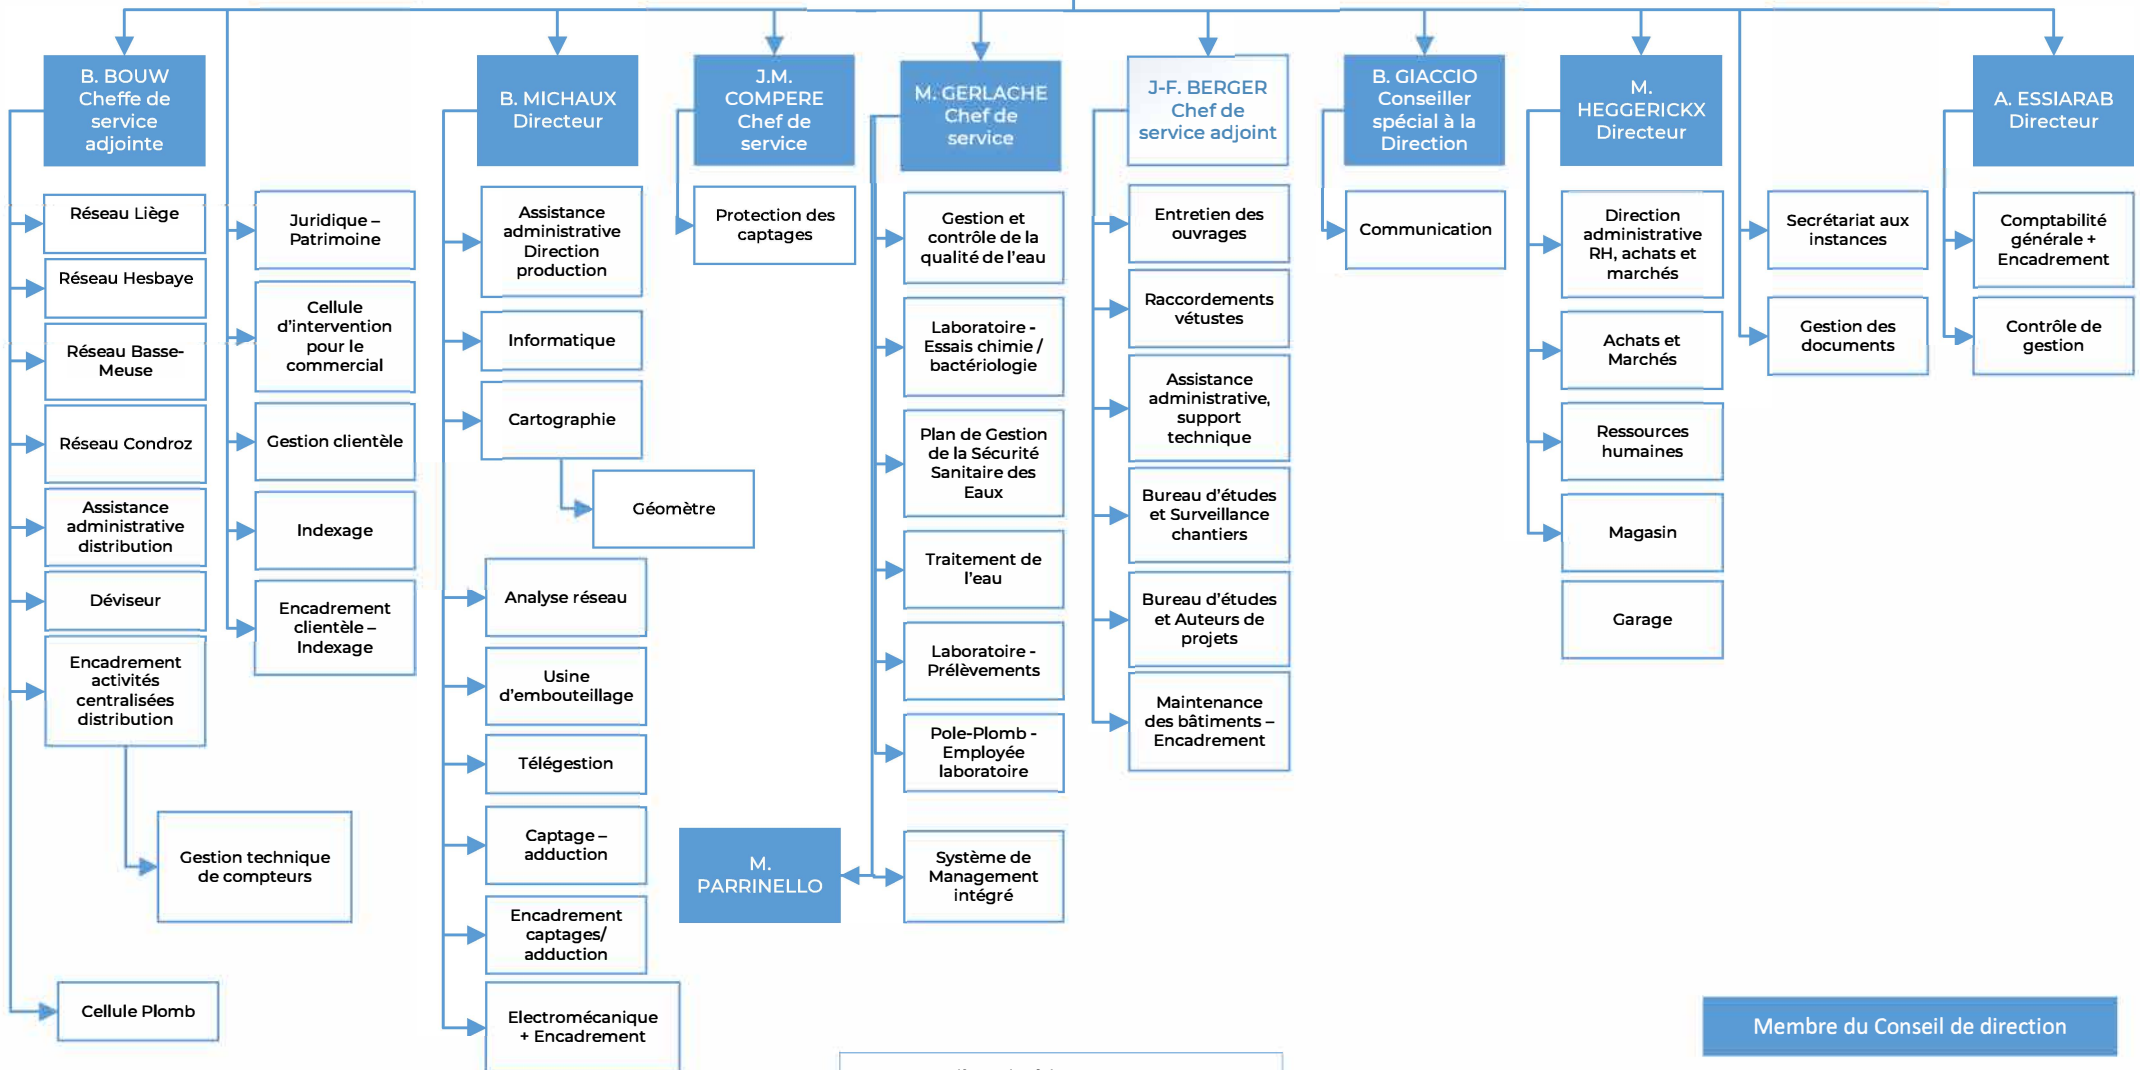 B. BOUW
Cheffe de
service
adjointe
Réseau Liège
Réseau Hesbaye
Réseau Basse-
Meuse
Réseau Condroz
Assistance
administrative
distribution
Déviseur
Encadrement
activités
centralisées
distribution
Gestion technique
de compteurs
Cellule Plomb
Juridique –
Patrimoine
Cellule
d'intervention
pour le
commercial
Gestion clientèle
Indexage
Encadrement
clientèle –
Indexage
B. MICHAUX
Directeur
Assistance
administrative
Direction
production
Informatique
Cartographie
Géomètre
Analyse réseau
Usine
d'embouteillage
Télégestion
Captage –
adduction
Encadrement
captages/
adduction
Electromécanique
+ Encadrement
J.M.
COMPERE
Chef de
service
Protection des
captages
M. GERLACHE
Chef de
service
Gestion et
contrôle de la
qualité de l'eau
Laboratoire -
Essais chimie /
bactériologie
Plan de Gestion
de la Sécurité
Sanitaire des
Eaux
Traitement de
l'eau
Laboratoire -
Prélèvements
Pole-Plomb -
Employée
laboratoire
M.
PARRINELLO
Système de
Management
intégré
J-F. BERGER
Chef de
service adjoint
Entretien des
ouvrages
Raccordements
vétustes
Assistance
administrative,
support
technique
Bureau d'études
et Surveillance
chantiers
Bureau d'études
et Auteurs de
projets
Maintenance
des bâtiments –
Encadrement
B. GIACCIO
Conseiller
spécial à la
Direction
Communication
M.
HEGGERICKX
Directeur
Direction
administrative
RH, achats et
marchés
Achats et
Marchés
Ressources
humaines
Magasin
Garage
Secrétariat aux
instances
Gestion des
documents
A. ESSIARAB
Directeur
Comptabilité
générale +
Encadrement
Contrôle de
gestion
Membre du Conseil de direction